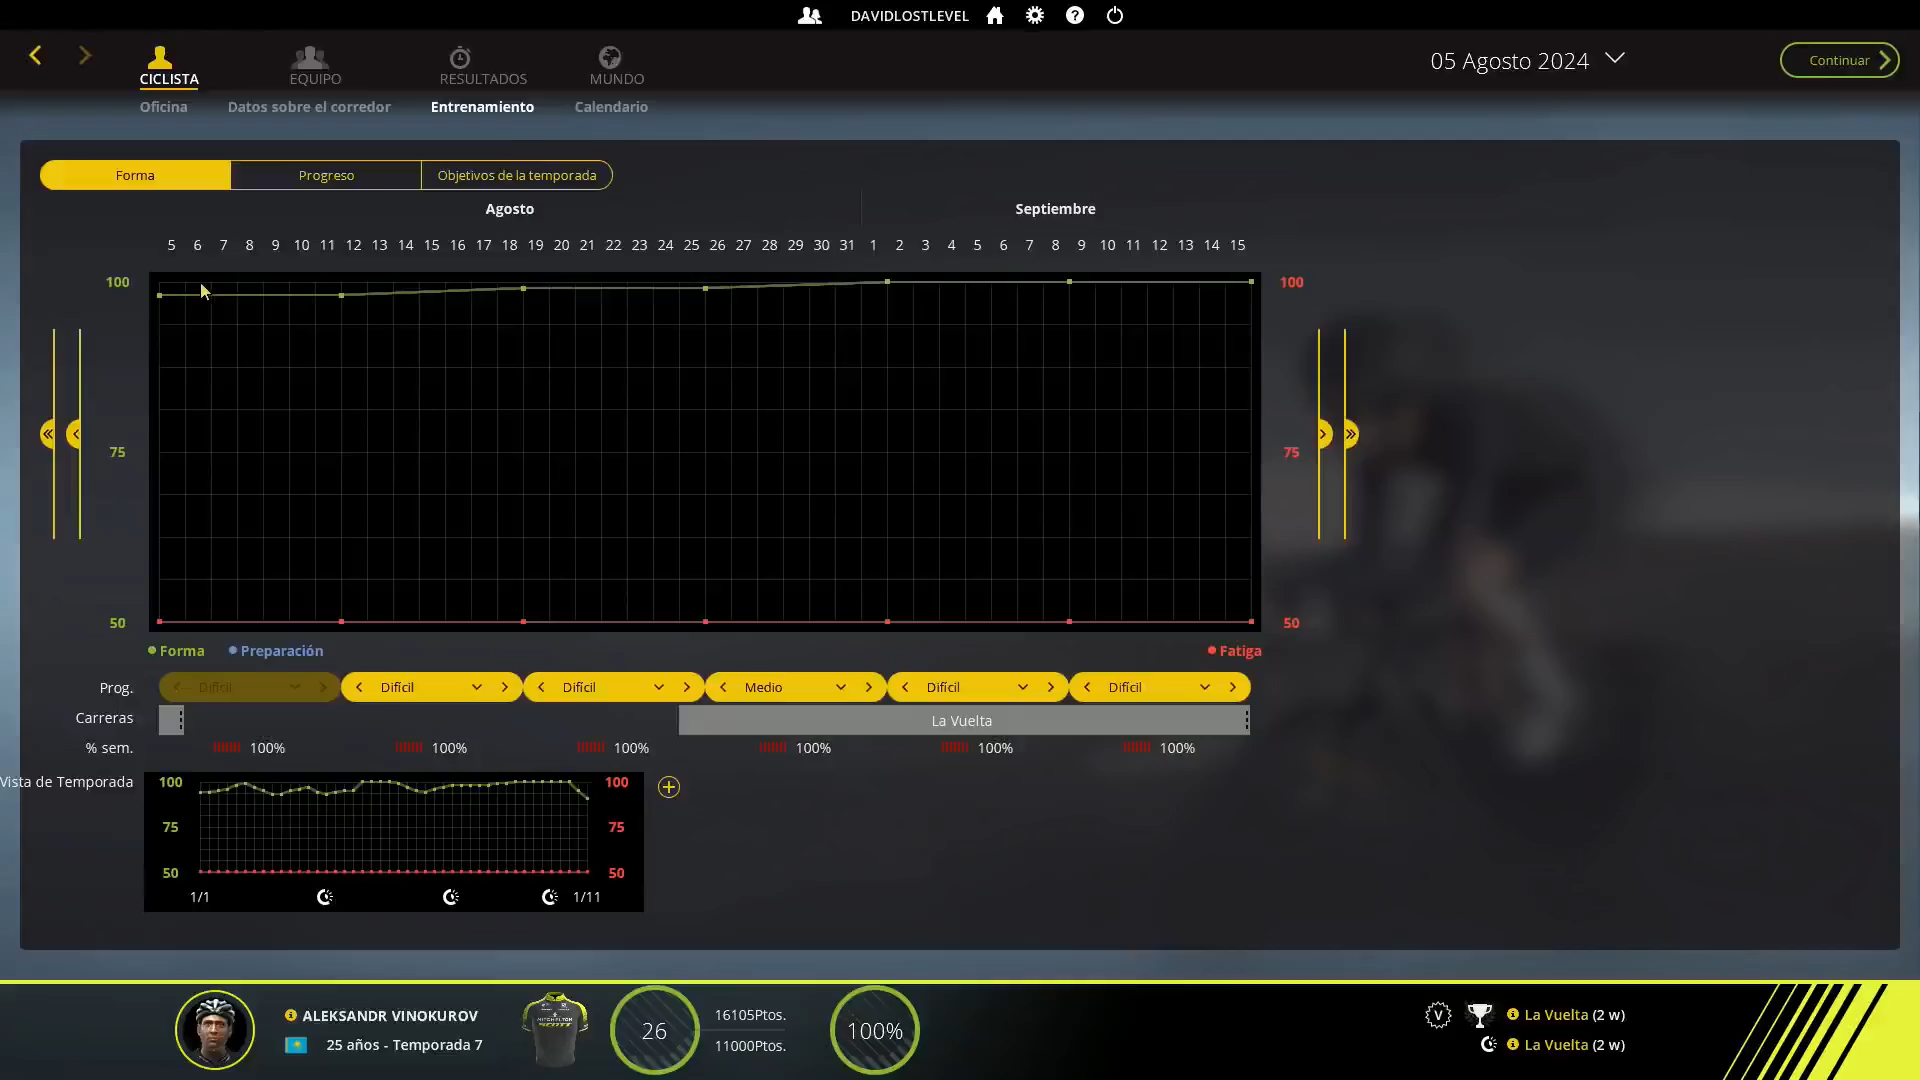 DAVIDLOSTLEVEL
CICLISTA EQUIPO RESULTADOS MUNDO
05 Agosto 2024
Continuar
Oficina Datos sobre el corredor Entrenamiento Calendario
Forma Progreso Objetivos de la temporada
Agosto Septiembre
5 6 7 8 9 10 11 12 13 14 15 16 17 18 19 20 21 22 23 24 25 26 27 28 29 30 31 1 2 3 4 5 6 7 8 9 10 11 12 13 14 15
100 100
75 75
50 50
Forma Preparación Fatiga
Prog. Difícil Difícil Difícil Medio Difícil Difícil
Carreras La Vuelta
% sem. 100% 100% 100% 100% 100% 100%
Vista de Temporada 100 100
75 75
50 50
1/1 1/11
ALEKSANDR VINOKUROV
25 años - Temporada 7
MITCHELTON
SCOTT
26
16105Ptos.
11000Ptos.
100%
V La Vuelta (2 w)
La Vuelta (2 w)